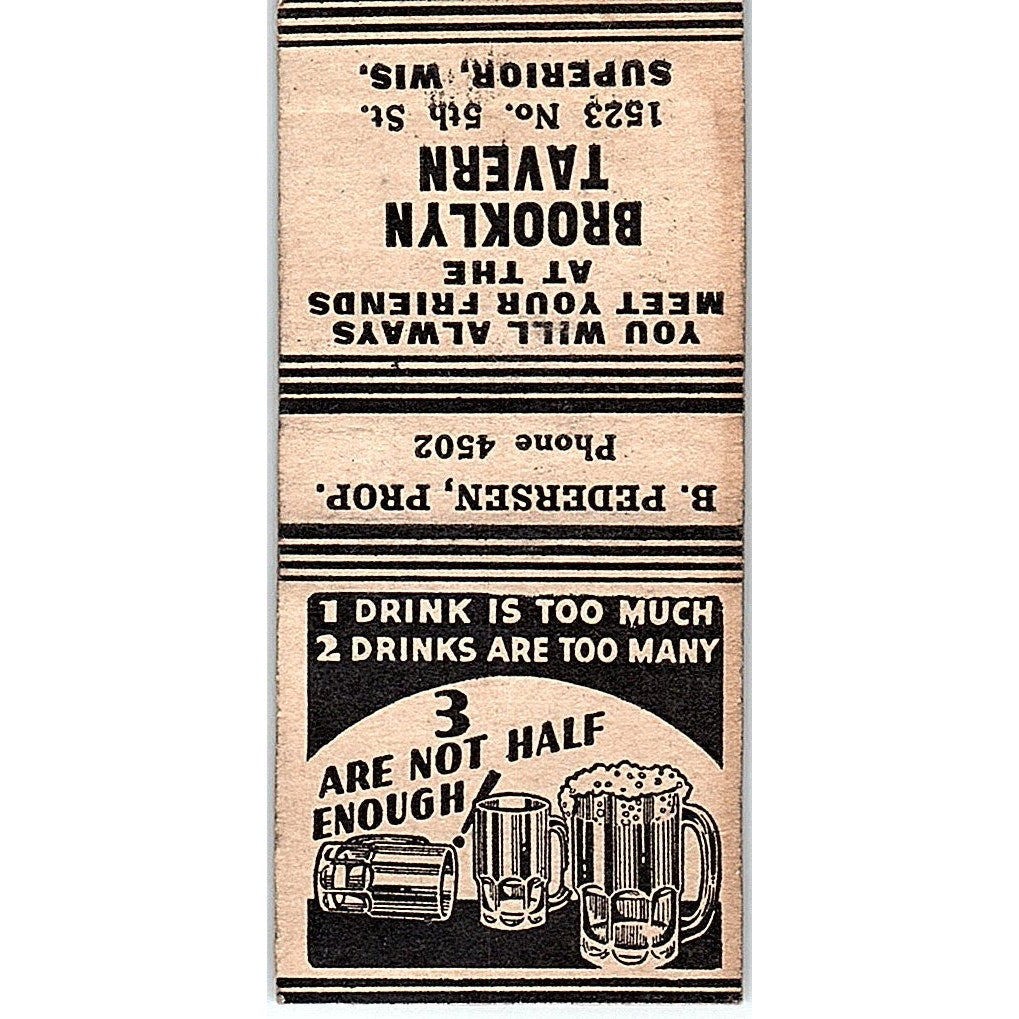 YOU WILL ALWAYS
MEET YOUR FRIENDS
AT THE
BROOKLYN
TAVERN
1523 No. 5th St.
SUPERIOR, WIS.
B. PEDERSEN, PROP.
Phone 4502
1 DRINK IS TOO MUCH
2 DRINKS ARE TOO MANY
3
ARE NOT HALF
ENOUGH!